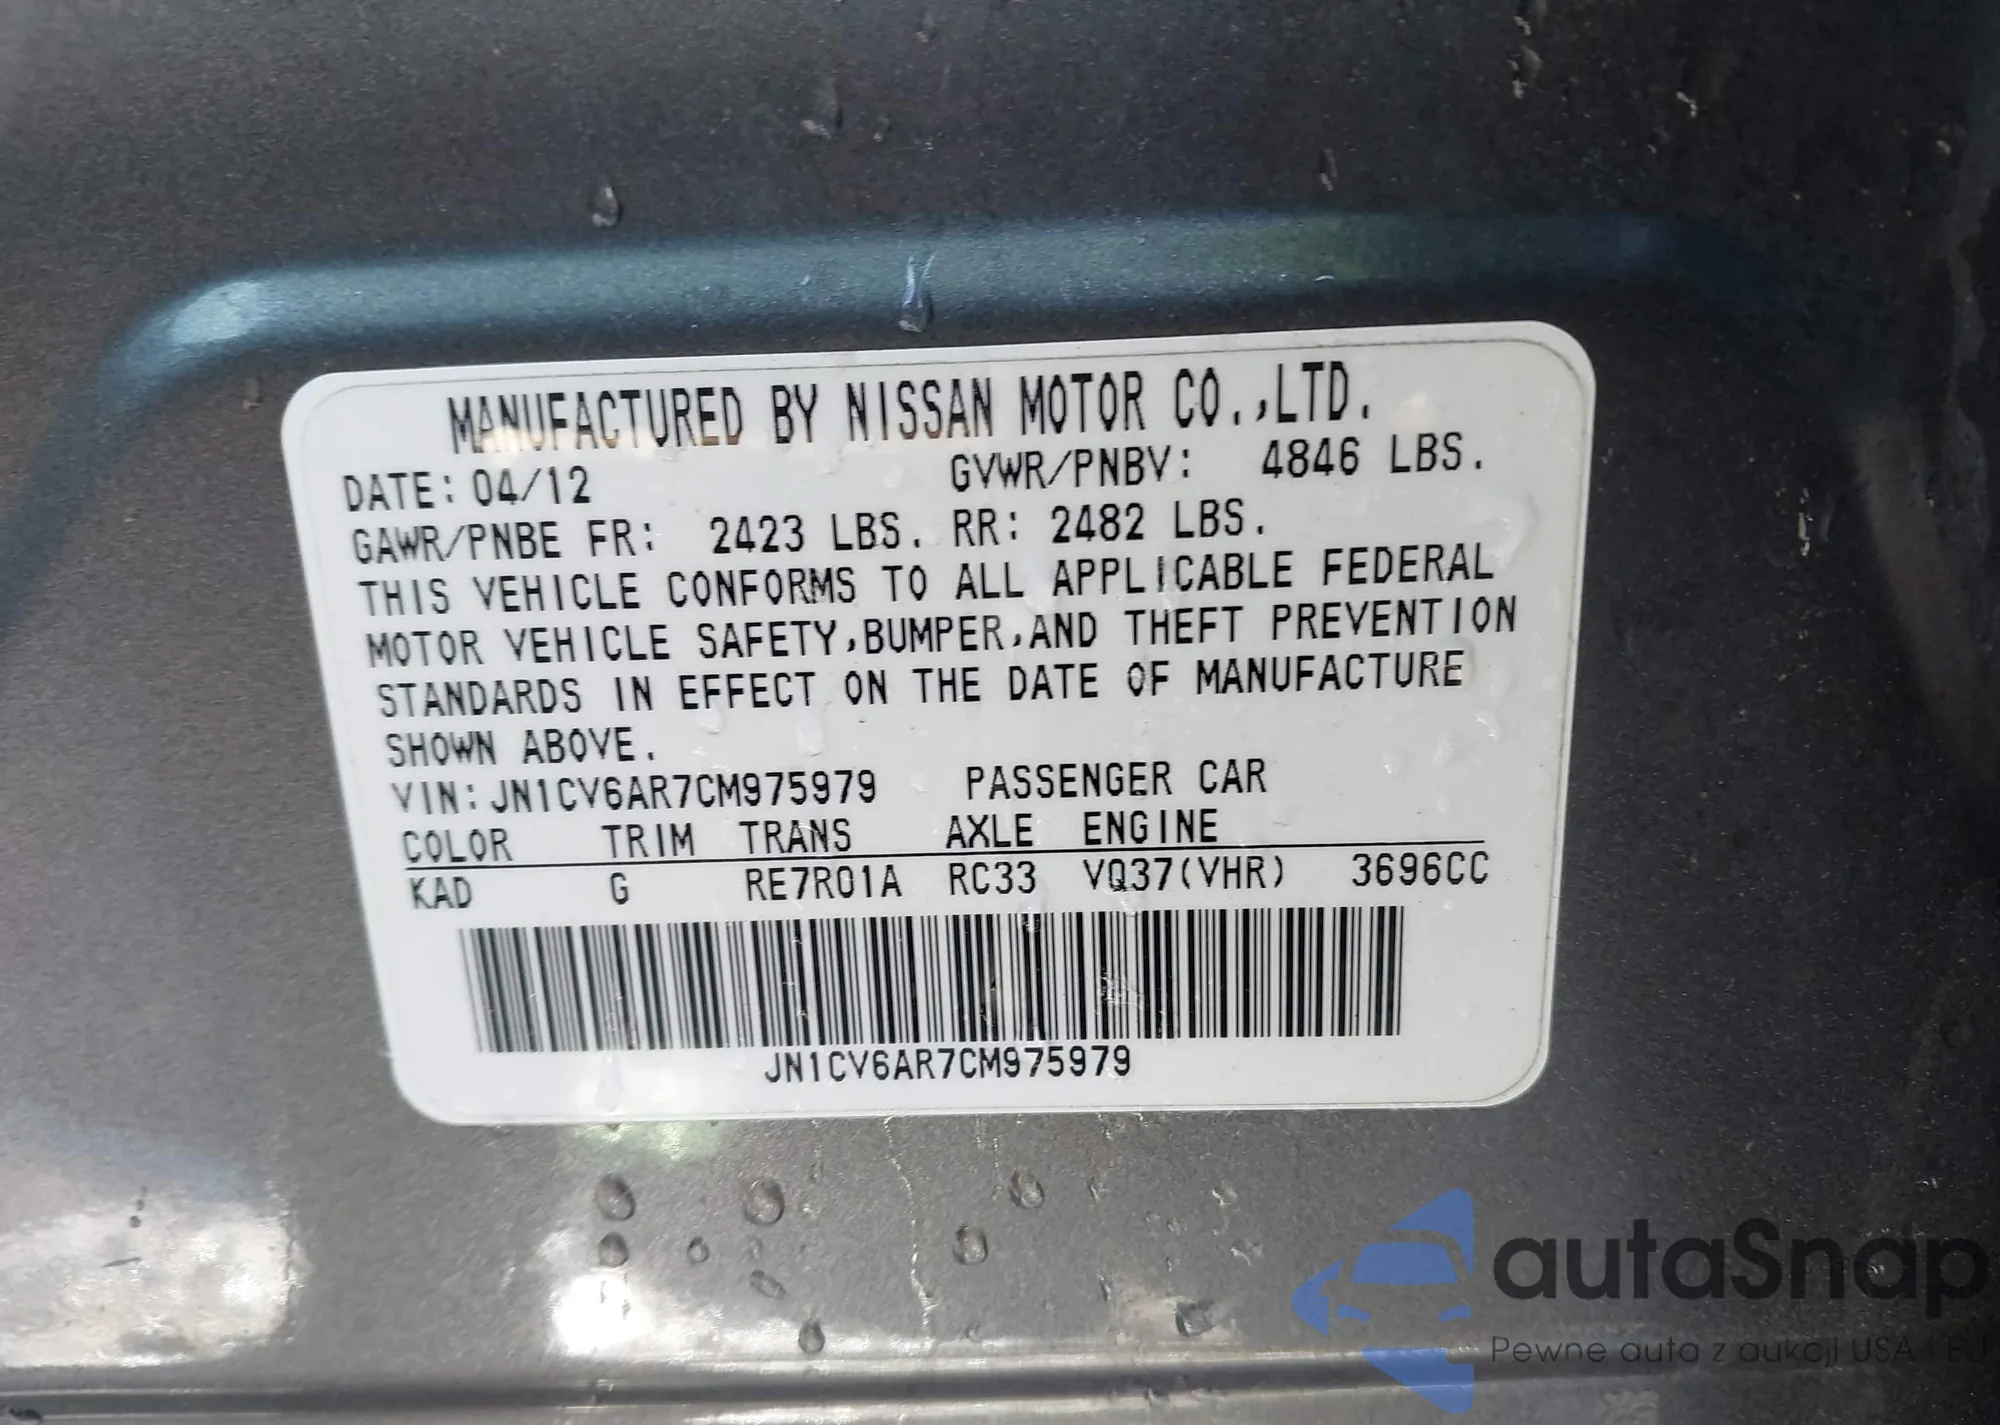 MANUFACTURED BY NISSAN MOTOR CO.,LTD.
DATE: 04/12 GVWR/PNBV: 4846 LBS.
GAWR/PNBE FR: 2423 LBS. RR: 2482 LBS.
THIS VEHICLE CONFORMS TO ALL APPLICABLE FEDERAL
MOTOR VEHICLE SAFETY,BUMPER,AND THEFT PREVENTION
STANDARDS IN EFFECT ON THE DATE OF MANUFACTURE
SHOWN ABOVE.
VIN:JN1CV6AR7CM975979 PASSENGER CAR
COLOR TRIM TRANS AXLE ENGINE
KAD G RE7R01A RC33 VQ37(VHR) 3696CC
JN1CV6AR7CM975979
autaSnap
Pewne auta z aukcji USA i EU